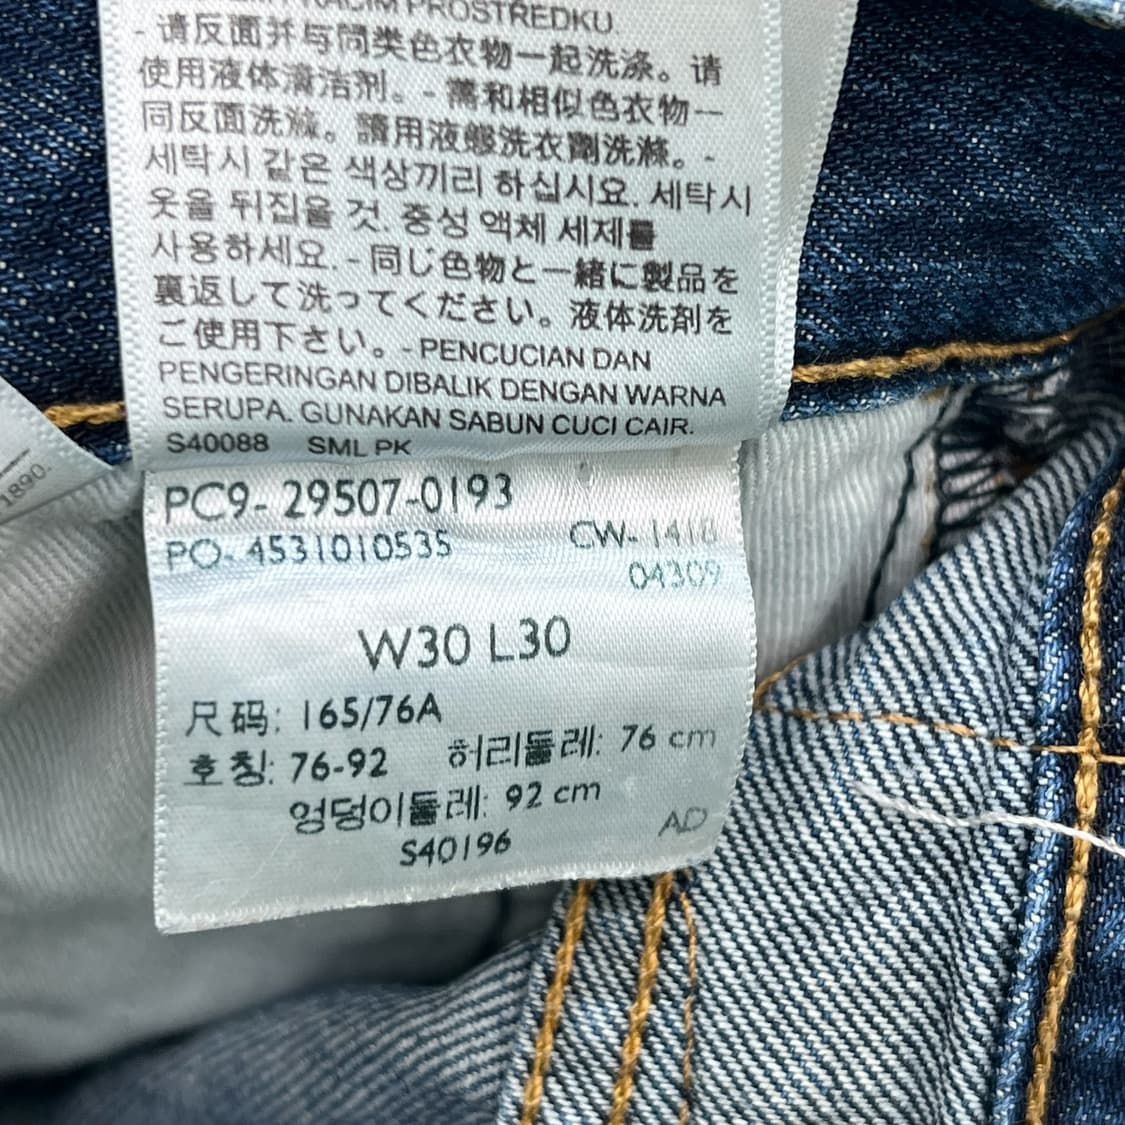 PROSTŘEDKU.
- 请反面并与同类色衣物一起洗涤。请
使用液体清洁剂。- 需和相似色衣物一
同反面洗滌。請用液體洗衣劑洗滌。-
세탁시 같은 색상끼리 하십시요. 세탁시
옷을 뒤집을 것. 중성 액체 세제를
사용하세요. - 同じ色物と一緒に製品を
裏返して洗ってください。液体洗剤を
ご使用下さい。- PENCUCIAN DAN
PENGERINGAN DIBALIK DENGAN WARNA
SERUPA. GUNAKAN SABUN CUCI CAIR.
S40088 SML PK
1890.
PC9- 29507-0193
PO- 4531010535 CW- 1418
04309
W30 L30
尺码: 165/76A
호칭: 76-92 허리둘레: 76 cm
엉덩이둘레: 92 cm
S40196 AD